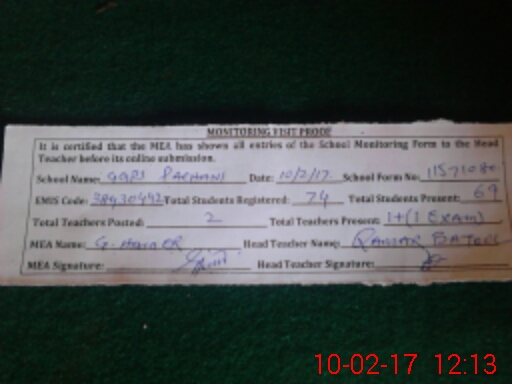 MONITORING VISIT PROOF
It is certified that the MEA has shown all entries of the School Monitoring Form to the Head
Teacher before its online submission.
School Name: GGPS Date: 10/2/17 School Form No:
EMIS Code: Total Students Registered: 74 Total Students Present: 69
Total Teachers Posted: 2 Total Teachers Present: 1+(1 Exam)
MEA Name: G. Head Teacher Name:
MEA Signature: Head Teacher Signature:
10-02-17 12:13